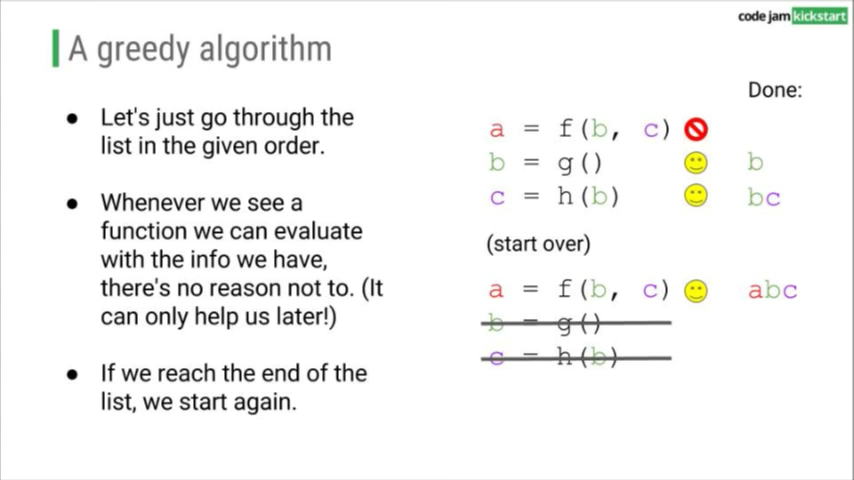 code jam kickstart
A greedy algorithm
● Let's just go through the
list in the given order.
● Whenever we see a
function we can evaluate
with the info we have,
there's no reason not to. (It
can only help us later!)
● If we reach the end of the
list, we start again.
Done:
a = f(b, c)
b = g() b
c = h(b) bc
(start over)
a = f(b, c) abc
b = g()
c = h(b)